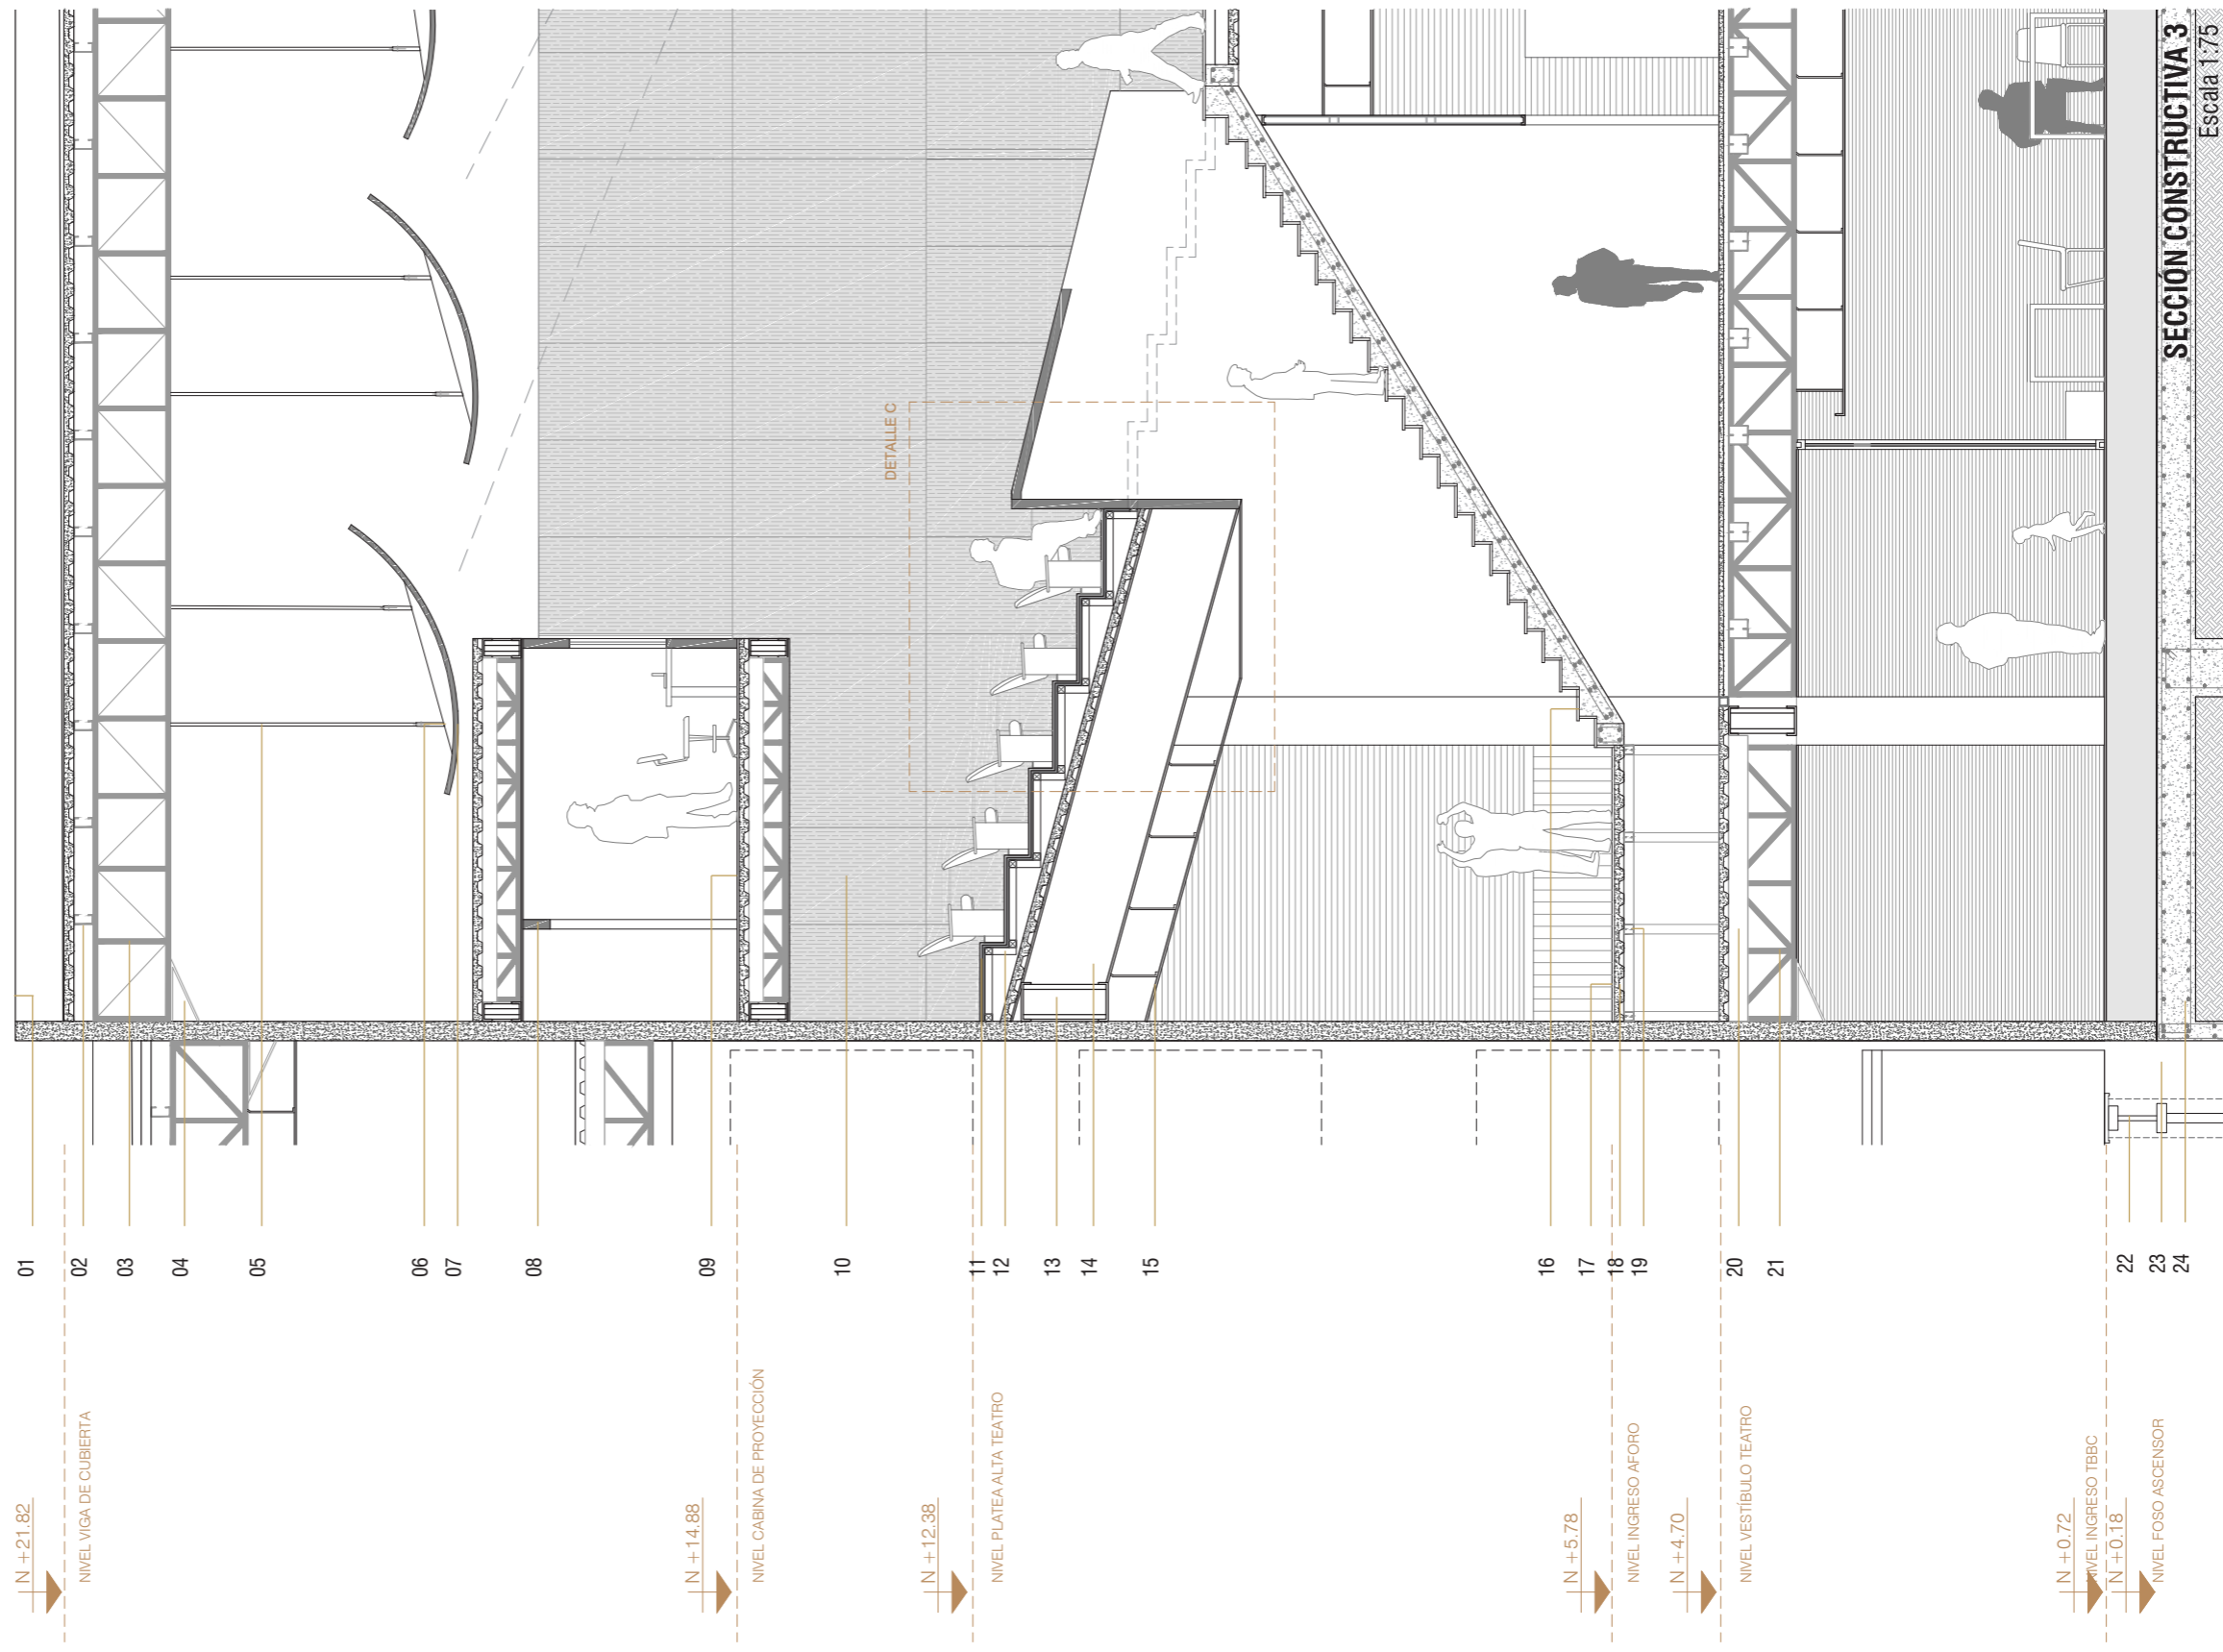 SECCIÓN CONSTRUCTIVA 3
Escala 1:75
DETALLE C
01
02
03
04
05
06
07
08
09
10
11
12
13
14
15
16
17
18
19
20
21
22
23
24
N +21.82
NIVEL VIGA DE CUBIERTA
N +14.88
NIVEL CABINA DE PROYECCIÓN
N +12.38
NIVEL PLATEA ALTA TEATRO
N +5.78
NIVEL INGRESO AFORO
N +4.70
NIVEL VESTÍBULO TEATRO
N +0.72
NIVEL INGRESO TBBC
N +0.18
NIVEL FOSO ASCENSOR